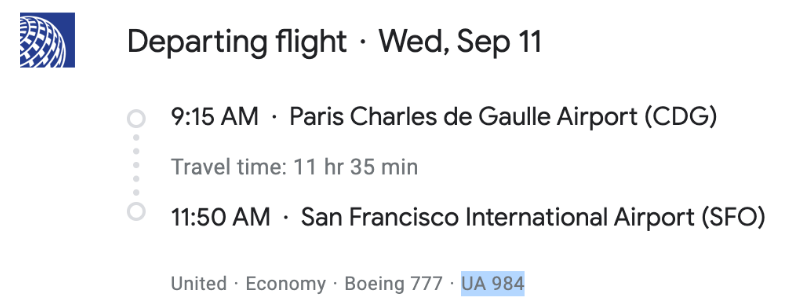 Departing flight · Wed, Sep 11
9:15 AM · Paris Charles de Gaulle Airport (CDG)
Travel time: 11 hr 35 min
11:50 AM · San Francisco International Airport (SFO)
United · Economy · Boeing 777 · UA 984